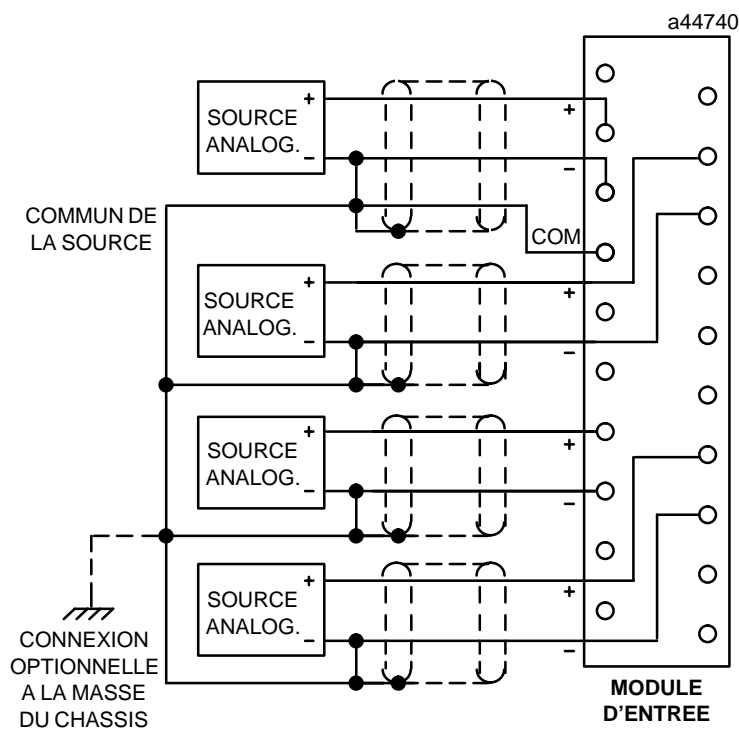 a44740
SOURCE
ANALOG.
+
−
+
−
COMMUN DE
LA SOURCE
COM
SOURCE
ANALOG.
+
−
+
−
SOURCE
ANALOG.
+
−
+
−
SOURCE
ANALOG.
+
−
+
−
CONNEXION
OPTIONNELLE
A LA MASSE
DU CHASSIS
MODULE
D'ENTREE